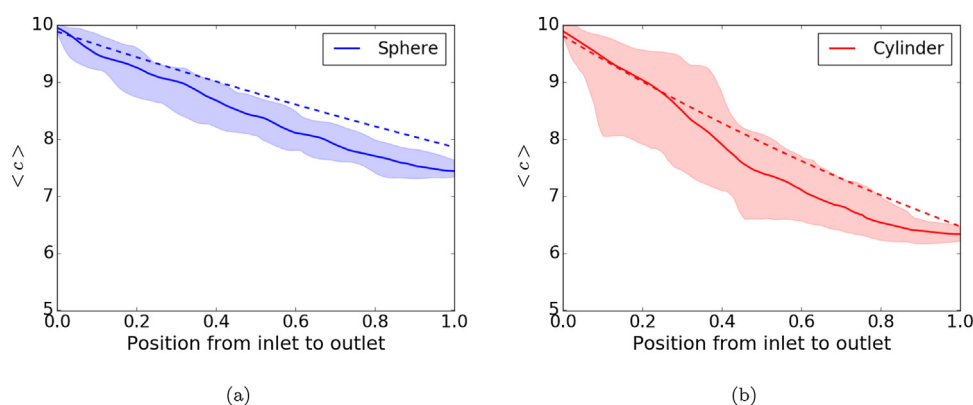 10
9
8
7
6
5
0.0 0.2 0.4 0.6 0.8 1.0
< c >
Position from inlet to outlet
Sphere
(a)
10
9
8
7
6
5
0.0 0.2 0.4 0.6 0.8 1.0
< c >
Position from inlet to outlet
Cylinder
(b)